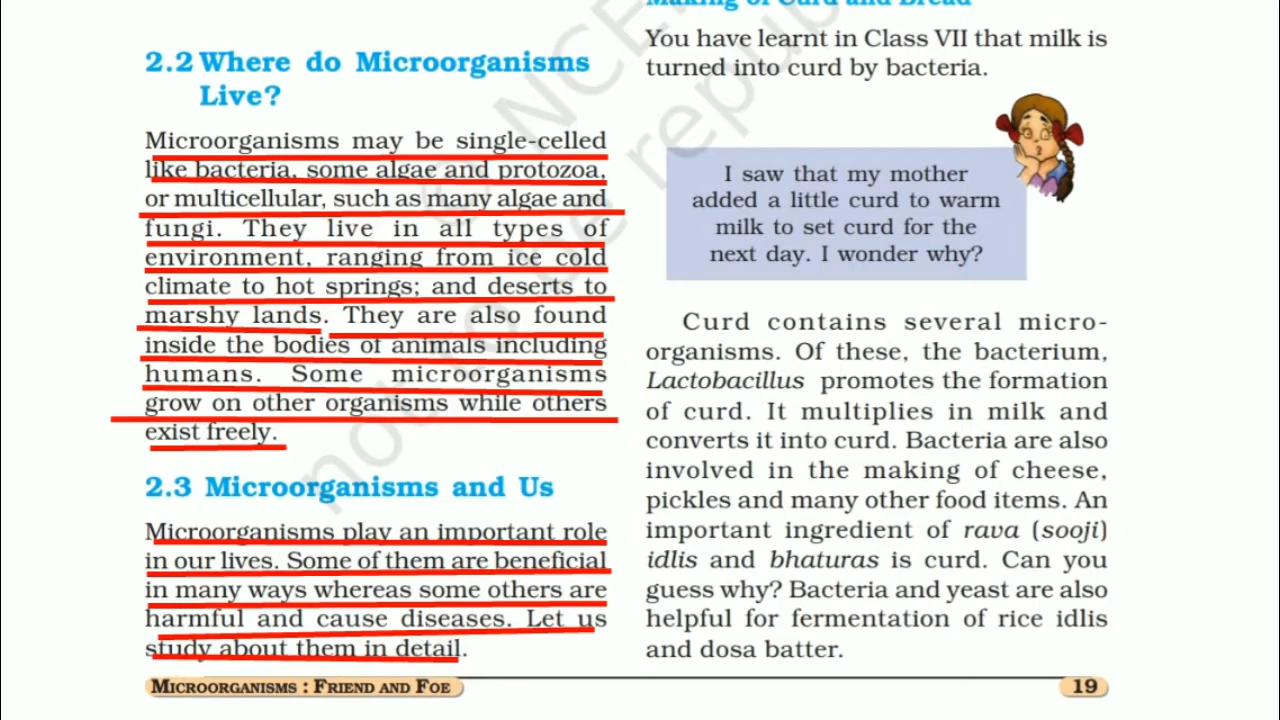 2.2 Where do Microorganisms
Live?
Microorganisms may be single-celled
like bacteria, some algae and protozoa,
or multicellular, such as many algae and
fungi. They live in all types of
environment, ranging from ice cold
climate to hot springs; and deserts to
marshy lands. They are also found
inside the bodies of animals including
humans. Some microorganisms
grow on other organisms while others
exist freely.
2.3 Microorganisms and Us
Microorganisms play an important role
in our lives. Some of them are beneficial
in many ways whereas some others are
harmful and cause diseases. Let us
study about them in detail.
Making of Curd and Bread
You have learnt in Class VII that milk is
turned into curd by bacteria.
I saw that my mother
added a little curd to warm
milk to set curd for the
next day. I wonder why?
Curd contains several micro-
organisms. Of these, the bacterium,
Lactobacillus promotes the formation
of curd. It multiplies in milk and
converts it into curd. Bacteria are also
involved in the making of cheese,
pickles and many other food items. An
important ingredient of rava (sooji)
idlis and bhaturas is curd. Can you
guess why? Bacteria and yeast are also
helpful for fermentation of rice idlis
and dosa batter.
MICROORGANISMS : FRIEND AND FOE
19
© NCE
not to be repub